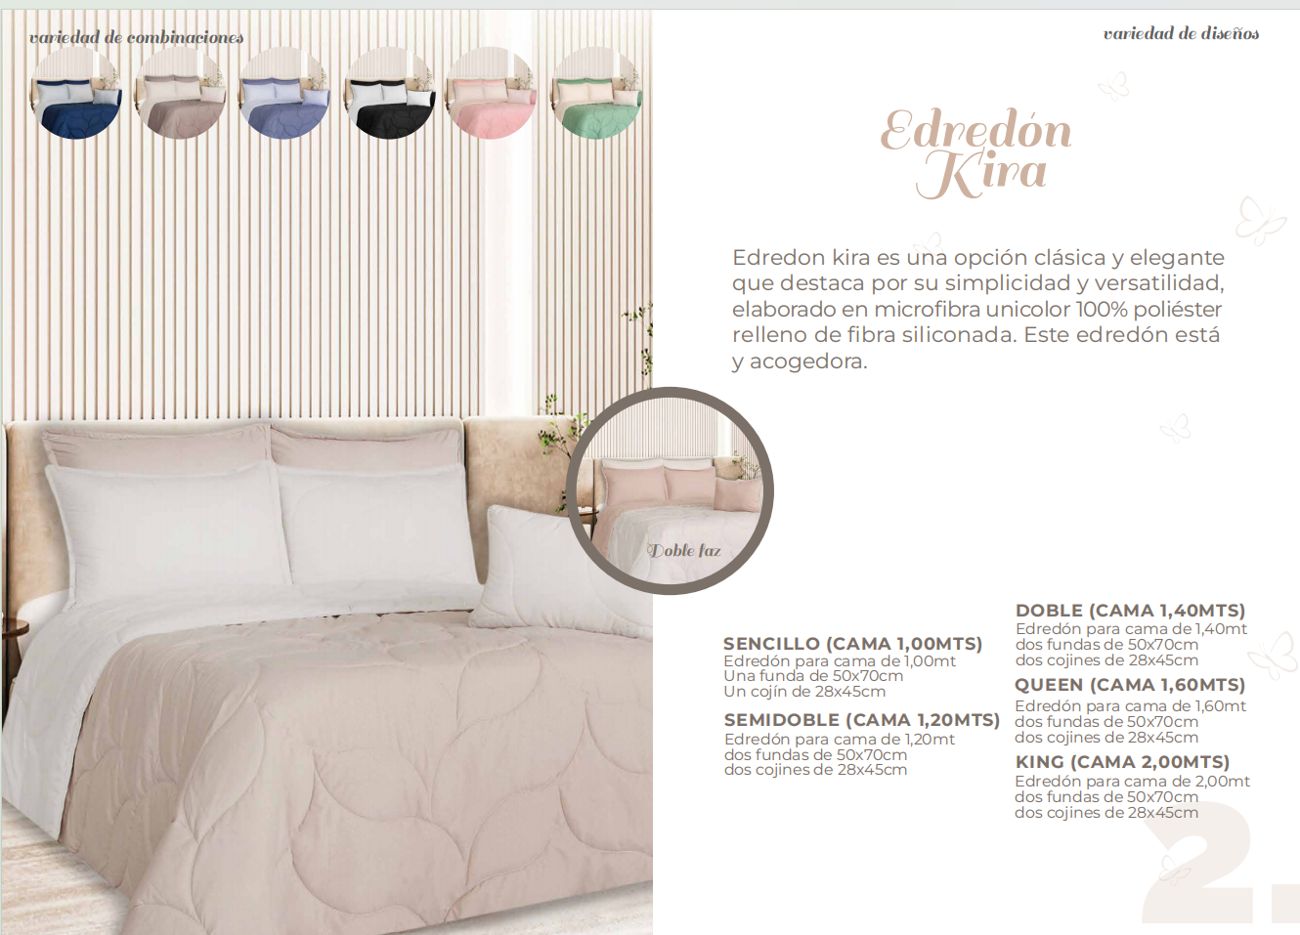 variedad de combinaciones
variedad de diseños
Edredón
Kira
Edredon kira es una opción clásica y elegante
que destaca por su simplicidad y versatilidad,
elaborado en microfibra unicolor 100% poliéster
relleno de fibra siliconada. Este edredón está
y acogedora.
Doble faz
SENCILLO (CAMA 1,00MTS)
Edredón para cama de 1,00mt
Una funda de 50x70cm
Un cojín de 28x45cm
SEMIDOBLE (CAMA 1,20MTS)
Edredón para cama de 1,20mt
dos fundas de 50x70cm
dos cojines de 28x45cm
DOBLE (CAMA 1,40MTS)
Edredón para cama de 1,40mt
dos fundas de 50x70cm
dos cojines de 28x45cm
QUEEN (CAMA 1,60MTS)
Edredón para cama de 1,60mt
dos fundas de 50x70cm
dos cojines de 28x45cm
KING (CAMA 2,00MTS)
Edredón para cama de 2,00mt
dos fundas de 50x70cm
dos cojines de 28x45cm
2.